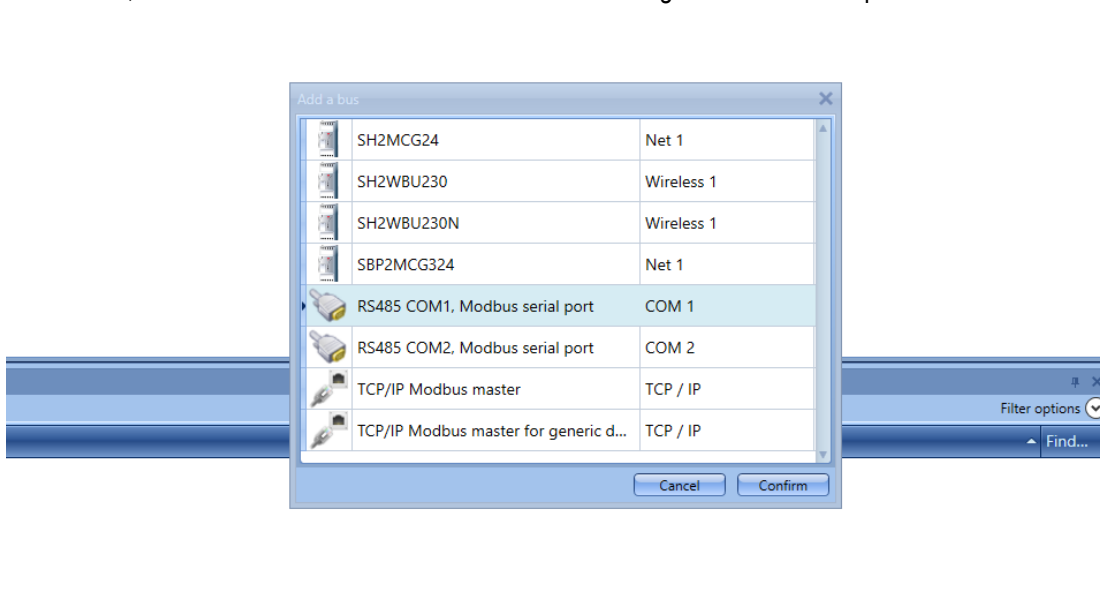 Add a bus
SH2MCG24 Net 1
SH2WBU230 Wireless 1
SH2WBU230N Wireless 1
SBP2MCG324 Net 1
RS485 COM1, Modbus serial port COM 1
RS485 COM2, Modbus serial port COM 2
TCP/IP Modbus master TCP / IP
TCP/IP Modbus master for generic d... TCP / IP
Filter options
Find...
Cancel Confirm